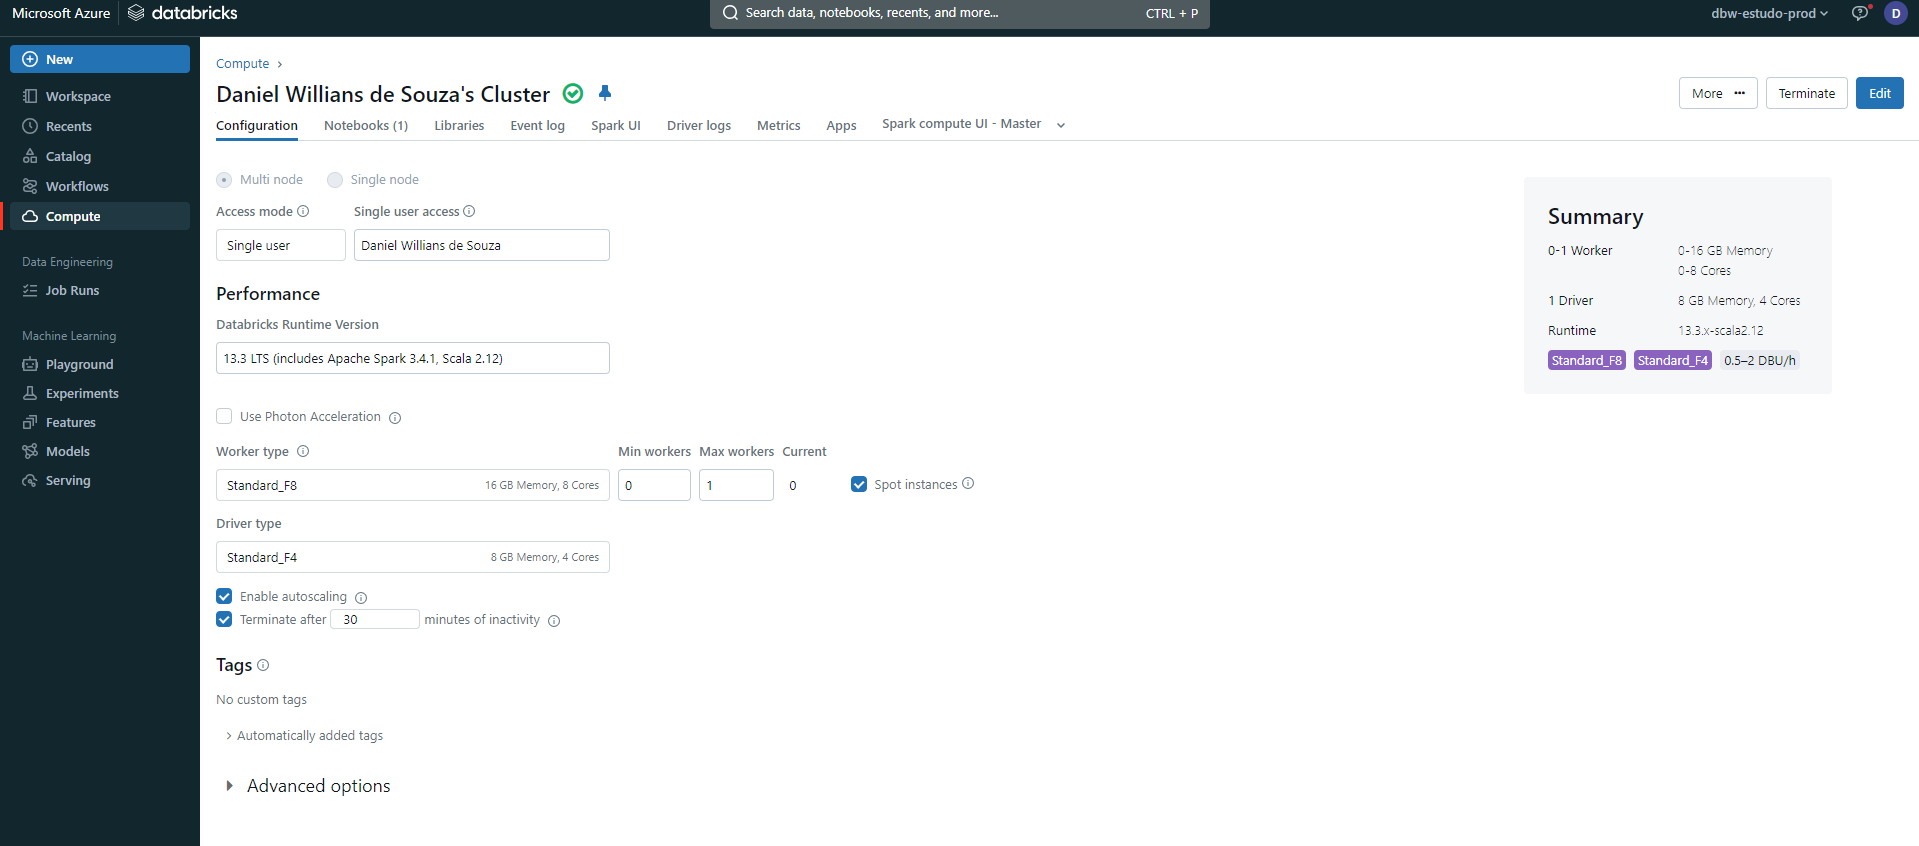 Microsoft Azure databricks Search data, notebooks, recents, and more... CTRL + P dbw-estudo-prod D
New
Workspace
Recents
Catalog
Workflows
Compute
Data Engineering
Job Runs
Machine Learning
Playground
Experiments
Features
Models
Serving
Compute
Daniel Willians de Souza's Cluster More Terminate Edit
Configuration Notebooks (1) Libraries Event log Spark UI Driver logs Metrics Apps Spark compute UI - Master
Multi node Single node
Access mode Single user access
Single user Daniel Willians de Souza
Performance
Databricks Runtime Version
13.3 LTS (includes Apache Spark 3.4.1, Scala 2.12)
Use Photon Acceleration
Worker type Min workers Max workers Current
Standard_F8 16 GB Memory, 8 Cores 0 1 0 Spot instances
Driver type
Standard_F4 8 GB Memory, 4 Cores
Enable autoscaling
Terminate after 30 minutes of inactivity
Tags
No custom tags
Automatically added tags
Advanced options
Summary
0-1 Worker 0-16 GB Memory
0-8 Cores
1 Driver 8 GB Memory, 4 Cores
Runtime 13.3.x-scala2.12
Standard_F8 Standard_F4 0.5–2 DBU/h